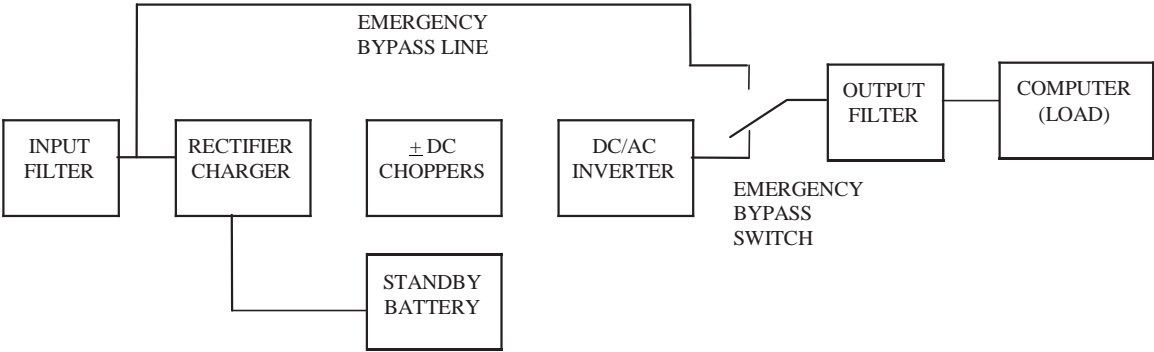 EMERGENCY
BYPASS LINE
INPUT
FILTER
RECTIFIER
CHARGER
± DC
CHOPPERS
DC/AC
INVERTER
OUTPUT
FILTER
COMPUTER
(LOAD)
EMERGENCY
BYPASS
SWITCH
STANDBY
BATTERY